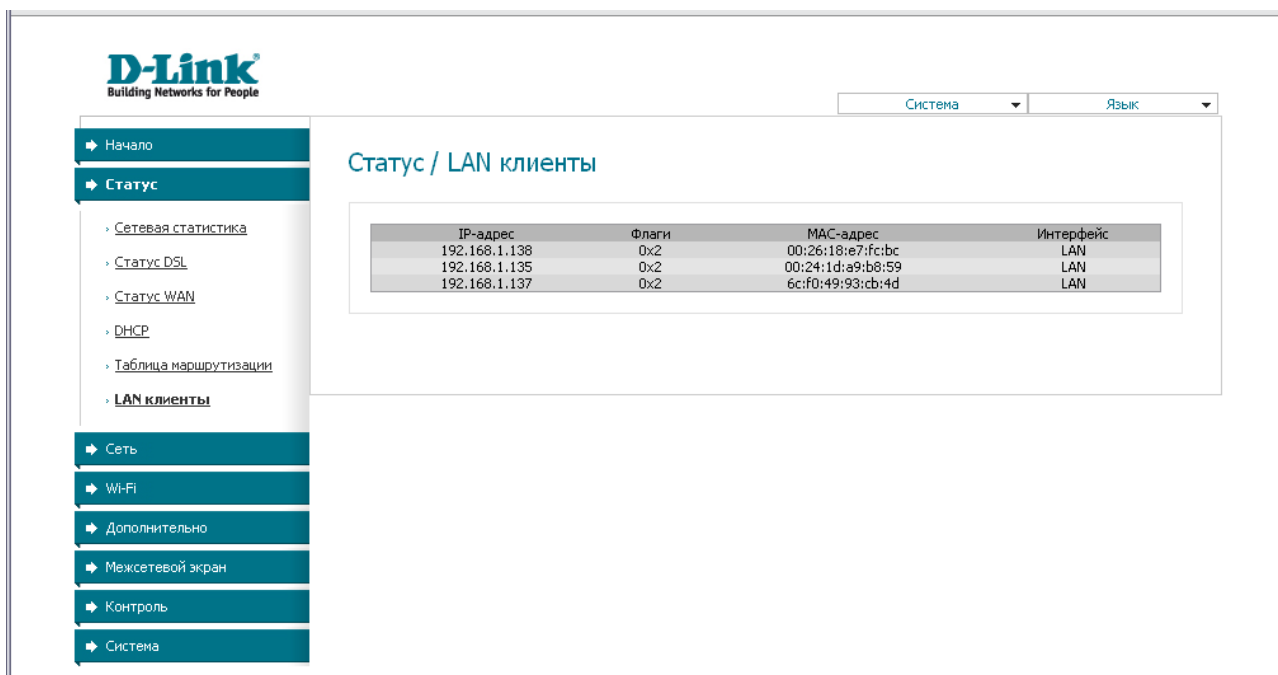 D-Link
Building Networks for People
Система
Язык
Начало
Статус
Сетевая статистика
Статус DSL
Статус WAN
DHCP
Таблица маршрутизации
LAN клиенты
Сеть
Wi-Fi
Дополнительно
Межсетевой экран
Контроль
Система
Статус / LAN клиенты
IP-адрес Флаги MAC-адрес Интерфейс
192.168.1.138 0x2 00:26:18:e7:fc:bc LAN
192.168.1.135 0x2 00:24:1d:a9:b8:59 LAN
192.168.1.137 0x2 6c:f0:49:93:cb:4d LAN